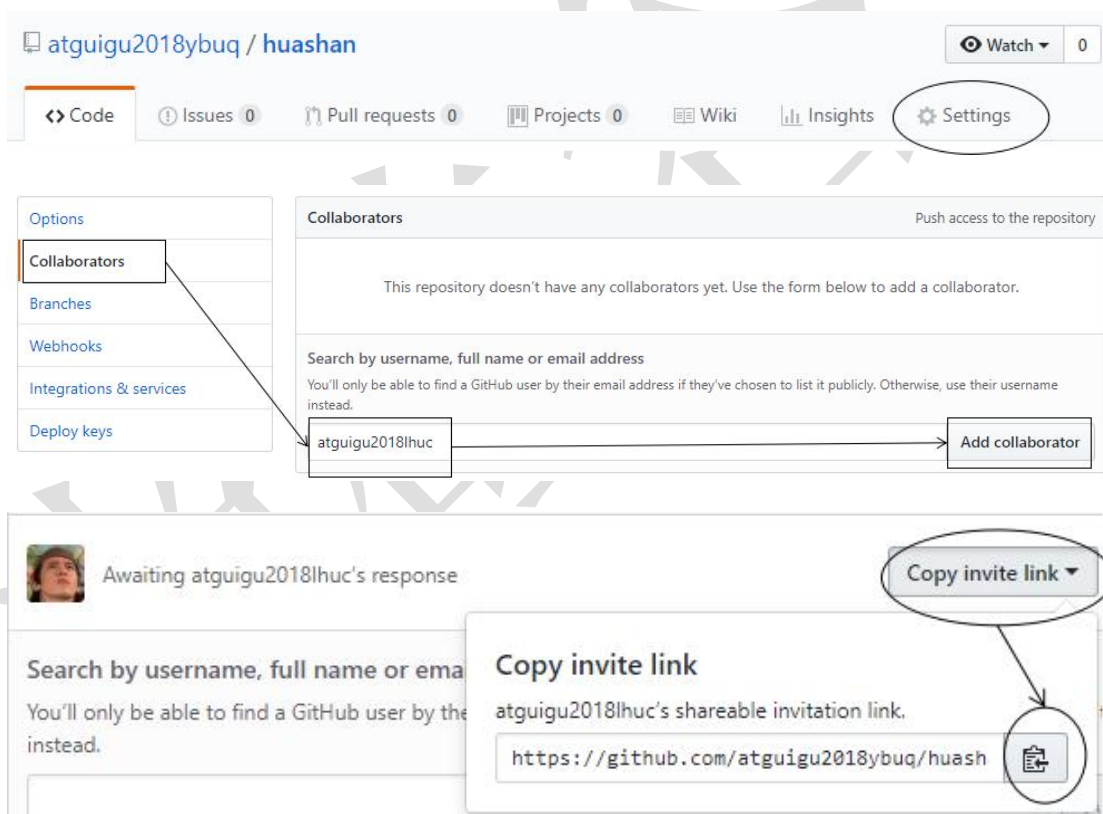 atguigu2018ybuq / huashan
Watch 0
Code Issues 0 Pull requests 0 Projects 0 Wiki Insights Settings
Options
Collaborators
Branches
Webhooks
Integrations & services
Deploy keys
Collaborators Push access to the repository
This repository doesn't have any collaborators yet. Use the form below to add a collaborator.
Search by username, full name or email address
You'll only be able to find a GitHub user by their email address if they've chosen to list it publicly. Otherwise, use their username
instead.
atguigu2018lhuc Add collaborator
Awaiting atguigu2018lhuc's response Copy invite link
Search by username, full name or ema
You'll only be able to find a GitHub user by the
instead.
Copy invite link
atguigu2018lhuc's shareable invitation link.
https://github.com/atguigu2018ybuq/huash